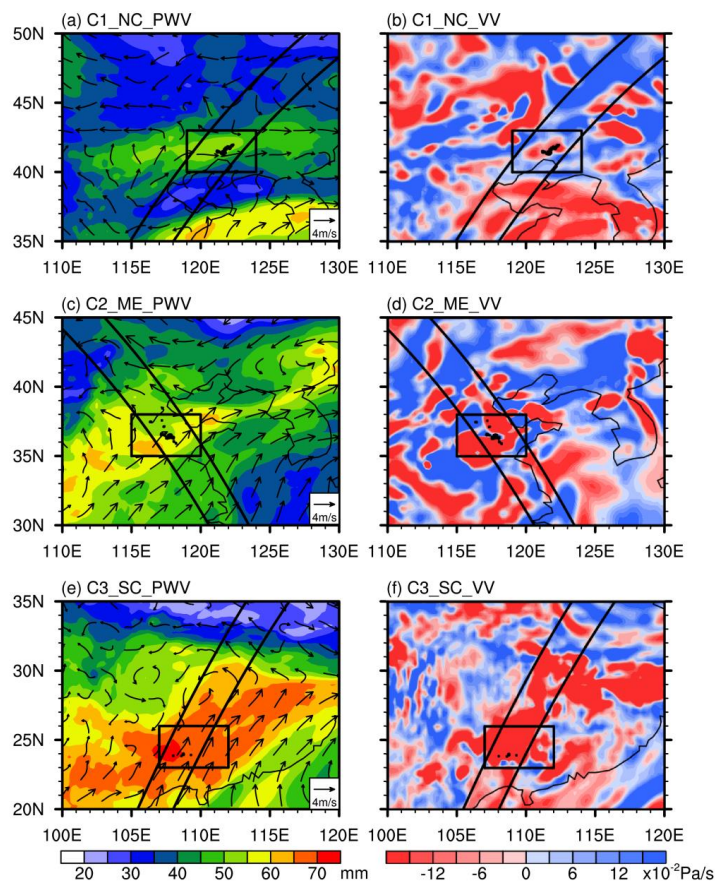 (a) C1_NC_PWV
(b) C1_NC_VV
50N
45N
40N
35N
4m/s
110E 115E 120E 125E 130E
110E 115E 120E 125E 130E
(c) C2_ME_PWV
(d) C2_ME_VV
45N
40N
35N
30N
4m/s
110E 115E 120E 125E 130E
110E 115E 120E 125E 130E
(e) C3_SC_PWV
(f) C3_SC_VV
35N
30N
25N
20N
4m/s
100E 105E 110E 115E 120E
100E 105E 110E 115E 120E
20 30 40 50 60 70 mm
-12 -6 0 6 12 x10⁻²Pa/s